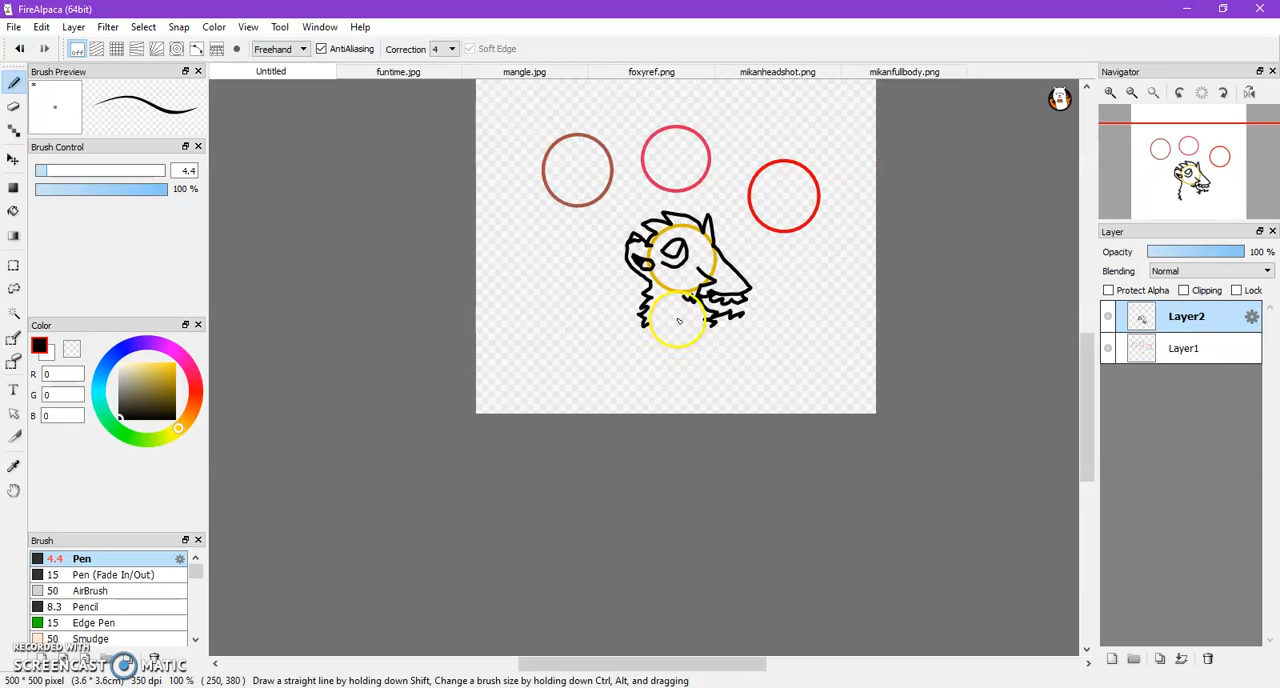 FireAlpaca (64bit)
File Edit Layer Filter Select Snap Color View Tool Window Help
off Freehand AntiAliasing Correction 4 Soft Edge
Brush Preview
Untitled funtime.jpg mangle.jpg foxyref.png mikanheadshot.png mikanfullbody.png
Navigator
Brush Control
4.4
100 %
Layer
Opacity 100 %
Blending Normal
Protect Alpha Clipping Lock
Layer2
Layer1
Color
R 0
G 0
B 0
Brush
4.4 Pen
15 Pen (Fade In/Out)
50 AirBrush
8.3 Pencil
15 Edge Pen
50 Smudge
RECORDED WITH
SCREENCAST MATIC
500 * 500 pixel (3.6 * 3.6cm) 350 dpi 100 % ( 250, 380 ) Draw a straight line by holding down Shift, Change a brush size by holding down Ctrl, Alt, and dragging